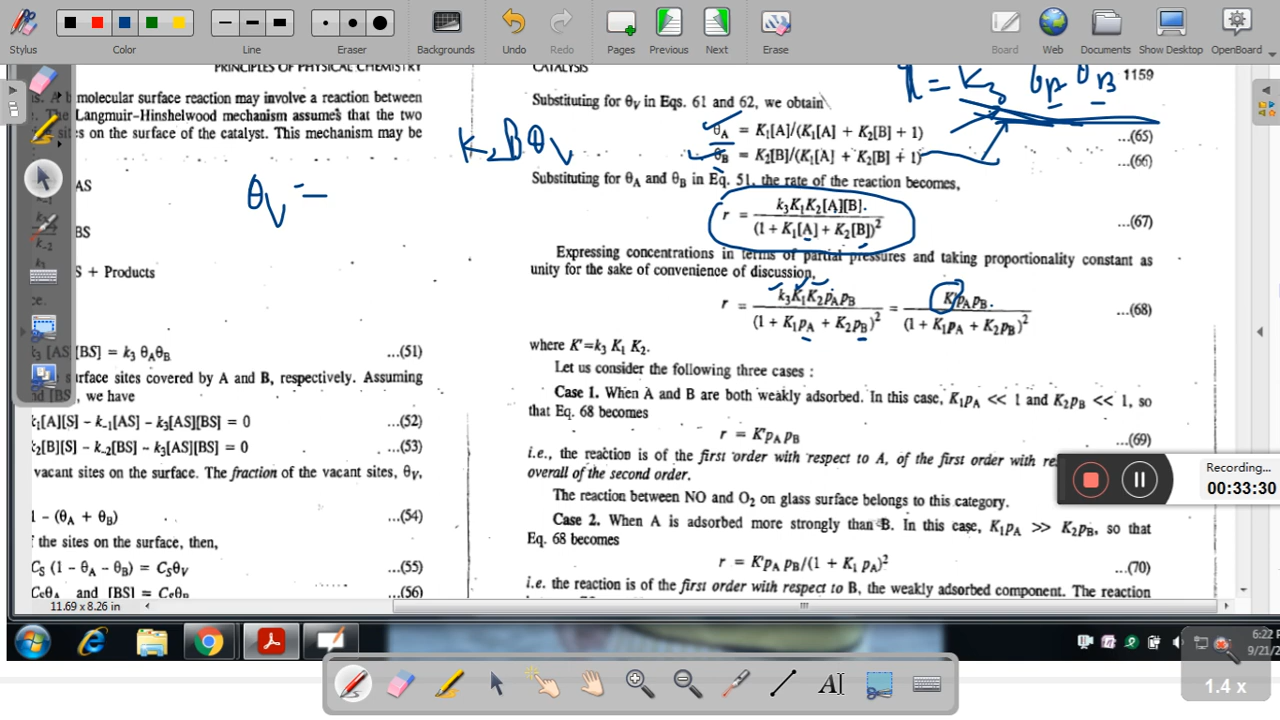 Stylus Color Line Eraser Backgrounds Undo Redo Pages Previous Next Erase Board Web Documents Show Desktop OpenBoard
PRINCIPLES OF PHYSICAL CHEMISTRY
molecular surface reaction may involve a reaction between
The Langmuir-Hinshelwood mechanism assumes that the two
on the surface of the catalyst. This mechanism may be
K₂BθV
θV =
AS
BS
S + Products
[AS][BS] = k₃ θAθB ...(51)
surface sites covered by A and B, respectively. Assuming
[BS], we have
k₁[A][S] − k₋₁[AS] − k₃[AS][BS] = 0 ...(52)
k₂[B][S] − k₋₂[BS] − k₃[AS][BS] = 0 ...(53)
vacant sites on the surface. The fraction of the vacant sites, θV,
1 − (θA + θB) ...(54)
the sites on the surface, then,
CS (1 − θA − θB) = CSθV ...(55)
CSθA and [BS] = CSθB ...(56)
11.69 x 8.26 in
CATALYSIS 1159
Substituting for θV in Eqs. 61 and 62, we obtain
θA = K₁[A]/(K₁[A] + K₂[B] + 1) ...(65)
θB = K₂[B]/(K₁[A] + K₂[B] + 1) ...(66)
Substituting for θA and θB in Eq. 51, the rate of the reaction becomes,
r = k₃K₁K₂[A][B] / (1 + K₁[A] + K₂[B])² ...(67)
Expressing concentrations in terms of partial pressures and taking proportionality constant as
unity for the sake of convenience of discussion,
r = k₃K₁K₂pApB / (1 + K₁pA + K₂pB)² = K'pApB / (1 + K₁pA + K₂pB)² ...(68)
where K'=k₃ K₁ K₂.
Let us consider the following three cases :
Case 1. When A and B are both weakly adsorbed. In this case, K₁pA << 1 and K₂pB << 1, so
that Eq. 68 becomes
r = K'pApB ...(69)
i.e., the reaction is of the first order with respect to A, of the first order with
overall of the second order.
The reaction between NO and O₂ on glass surface belongs to this category.
Case 2. When A is adsorbed more strongly than B. In this case, K₁pA >> K₂pB, so that
Eq. 68 becomes
r = K'pA pB/(1 + K₁ pA)² ...(70)
i.e. the reaction is of the first order with respect to B, the weakly adsorbed component. The reaction
Recording...
00:33:30
6:22
9/21/2
1.4 x